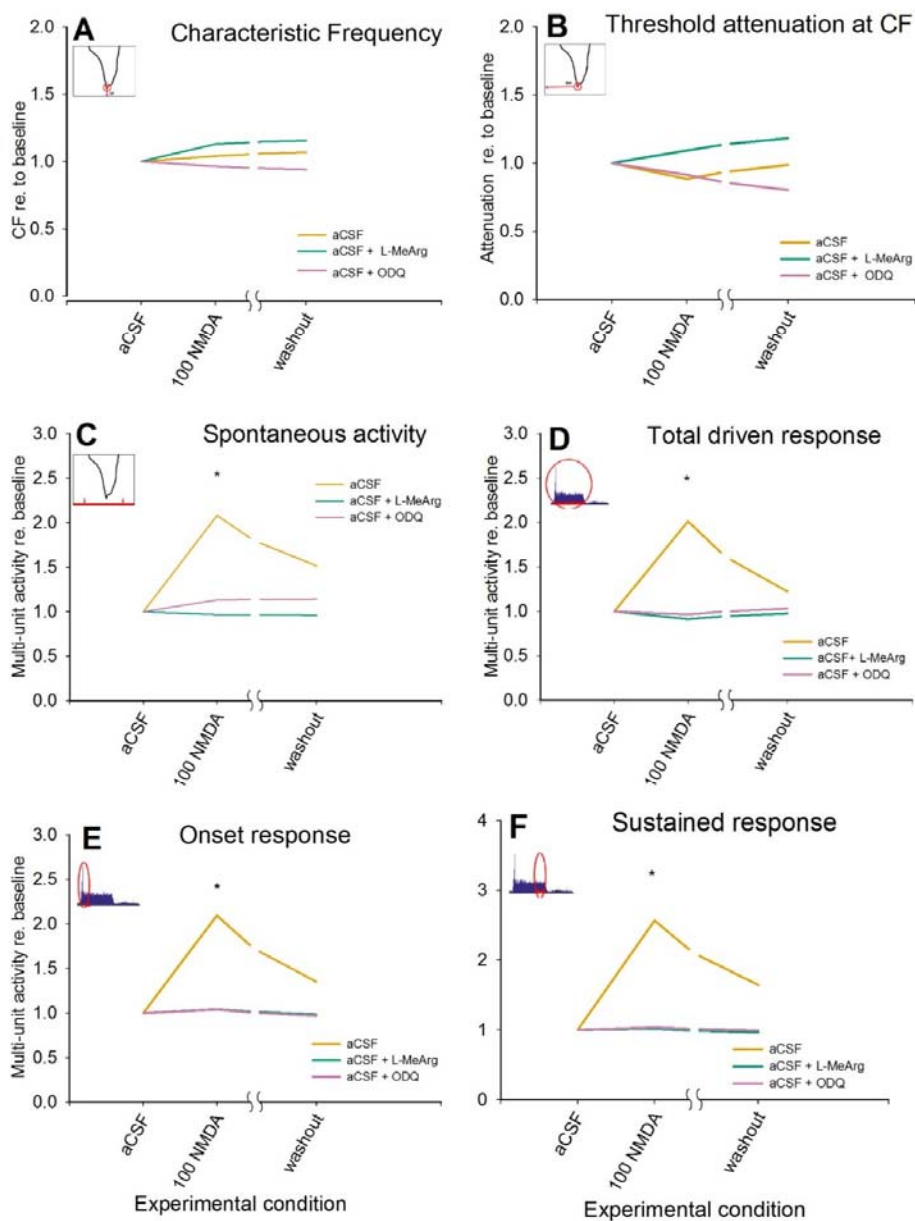 A
Characteristic Frequency
2.0
1.5
1.0
0.5
0.0
CF re. to baseline
aCSF
aCSF + L-MeArg
aCSF + ODQ
aCSF
100 NMDA
washout
B
Threshold attenuation at CF
2.0
1.5
1.0
0.5
0.0
Attenuation re. to baseline
aCSF
aCSF + L-MeArg
aCSF + ODQ
aCSF
100 NMDA
washout
C
Spontaneous activity
3.0
2.5
2.0
1.5
1.0
0.5
0.0
Multi-unit activity re. baseline
*
aCSF
aCSF + L-MeArg
aCSF + ODQ
aCSF
100 NMDA
washout
D
Total driven response
3.0
2.5
2.0
1.5
1.0
0.5
0.0
Multi-unit activity re. baseline
*
aCSF
aCSF+ L-MeArg
aCSF + ODQ
aCSF
100 NMDA
washout
E
Onset response
3.0
2.5
2.0
1.5
1.0
0.5
0.0
Multi-unit activity re. baseline
*
aCSF
aCSF + L-MeArg
aCSF + ODQ
aCSF
100 NMDA
washout
Experimental condition
F
Sustained response
4
3
2
1
0
*
aCSF
aCSF + L-MeArg
aCSF + ODQ
aCSF
100 NMDA
washout
Experimental condition